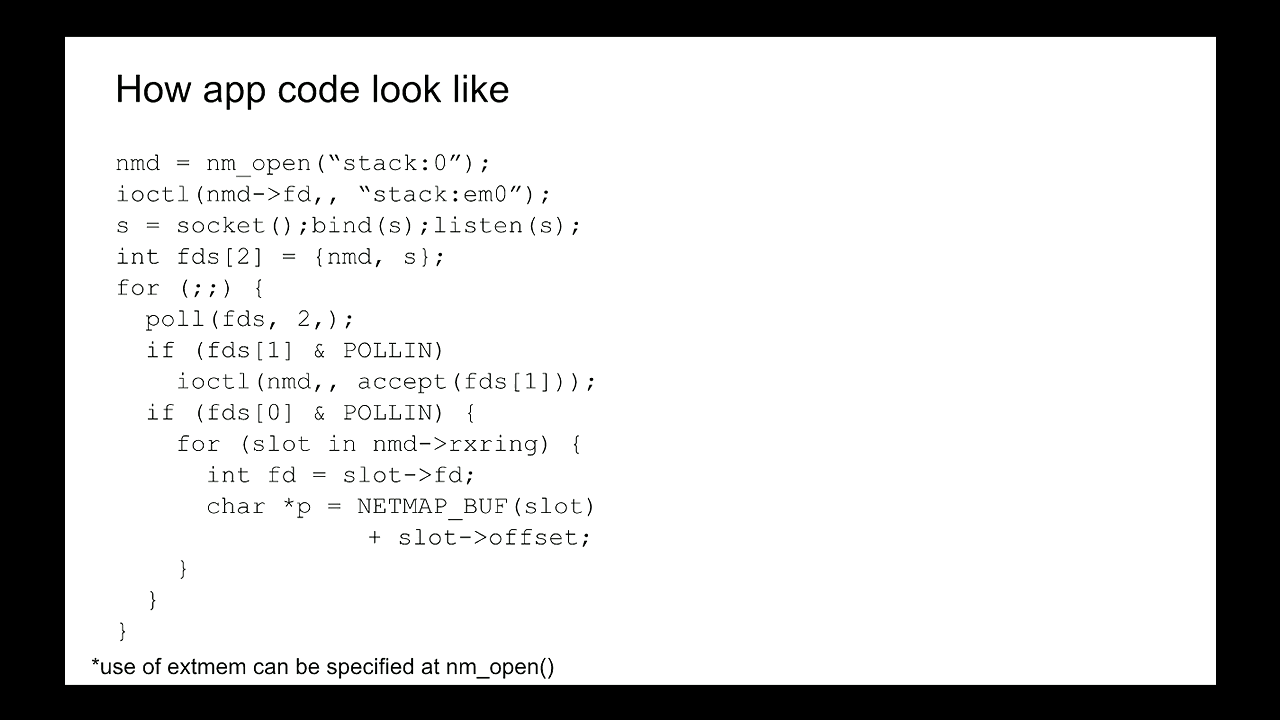 How app code look like
nmd = nm_open(“stack:0”);
ioctl(nmd->fd,, “stack:em0”);
s = socket();bind(s);listen(s);
int fds[2] = {nmd, s};
for (;;) {
poll(fds, 2,);
if (fds[1] & POLLIN)
ioctl(nmd,, accept(fds[1]));
if (fds[0] & POLLIN) {
for (slot in nmd->rxring) {
int fd = slot->fd;
char *p = NETMAP_BUF(slot)
+ slot->offset;
}
}
}
*use of extmem can be specified at nm_open()